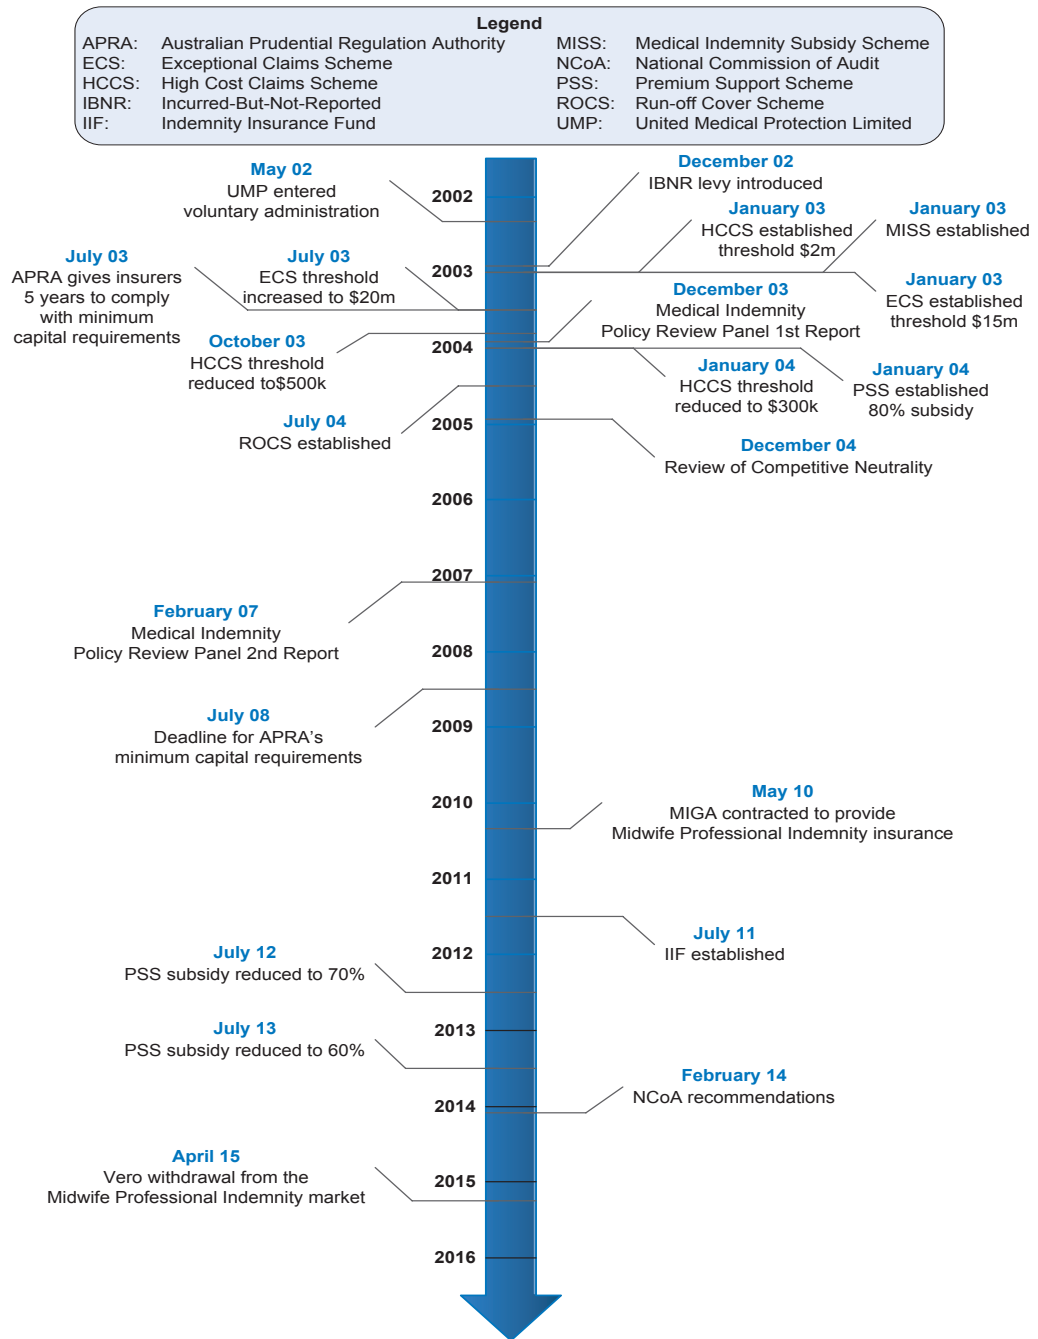 Legend
APRA: Australian Prudential Regulation Authority
ECS: Exceptional Claims Scheme
HCCS: High Cost Claims Scheme
IBNR: Incurred-But-Not-Reported
IIF: Indemnity Insurance Fund
MISS: Medical Indemnity Subsidy Scheme
NCoA: National Commission of Audit
PSS: Premium Support Scheme
ROCS: Run-off Cover Scheme
UMP: United Medical Protection Limited
May 02
UMP entered
voluntary administration
2002
December 02
IBNR levy introduced
January 03
HCCS established
threshold $2m
January 03
MISS established
July 03
APRA gives insurers
5 years to comply
with minimum
capital requirements
July 03
ECS threshold
increased to $20m
2003
January 03
ECS established
threshold $15m
December 03
Medical Indemnity
Policy Review Panel 1st Report
October 03
HCCS threshold
reduced to$500k
2004
January 04
HCCS threshold
reduced to $300k
January 04
PSS established
80% subsidy
July 04
ROCS established
2005
December 04
Review of Competitive Neutrality
2006
2007
February 07
Medical Indemnity
Policy Review Panel 2nd Report
2008
July 08
Deadline for APRA’s
minimum capital requirements
2009
2010
May 10
MIGA contracted to provide
Midwife Professional Indemnity insurance
2011
July 11
IIF established
July 12
PSS subsidy reduced to 70%
2012
July 13
PSS subsidy reduced to 60%
2013
February 14
NCoA recommendations
2014
April 15
Vero withdrawal from the
Midwife Professional Indemnity market
2015
2016